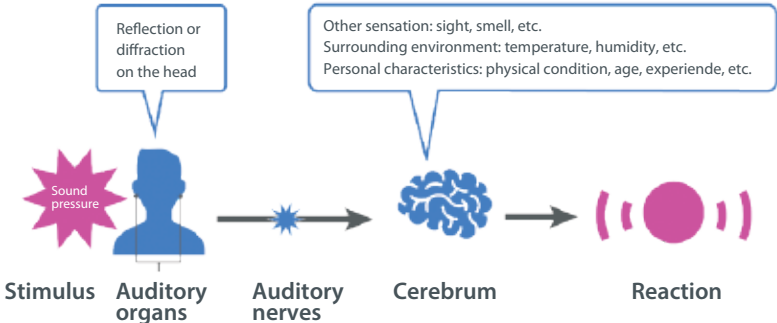 Reflection or
diffraction
on the head
Other sensation: sight, smell, etc.
Surrounding environment: temperature, humidity, etc.
Personal characteristics: physical condition, age, experiende, etc.
Sound
pressure
Stimulus
Auditory
organs
Auditory
nerves
Cerebrum
Reaction